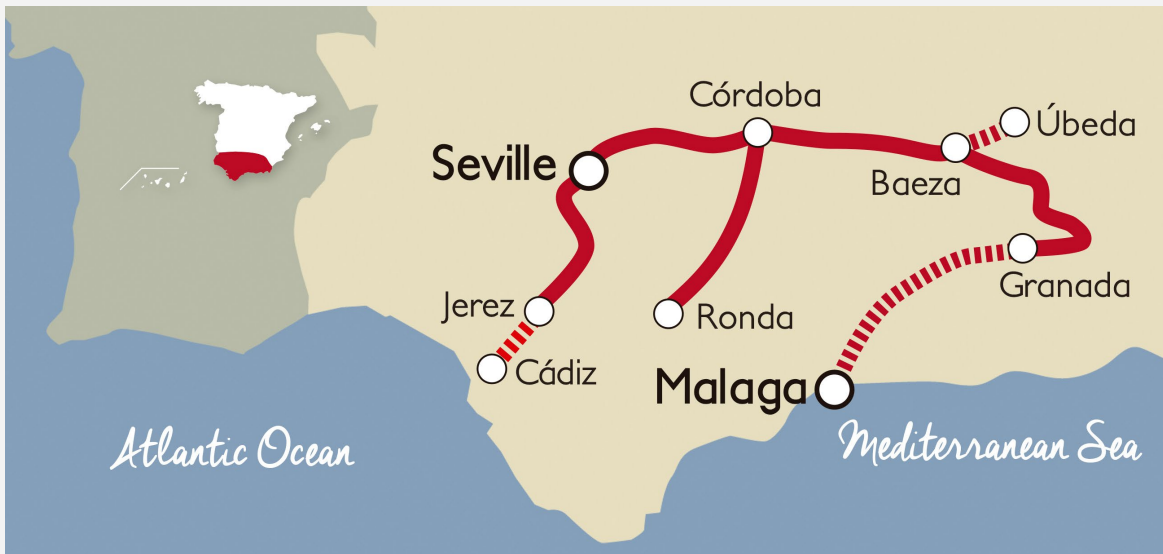 Córdoba
Úbeda
Seville
Baeza
Granada
Jerez
Ronda
Cádiz
Malaga
Atlantic Ocean
Mediterranean Sea